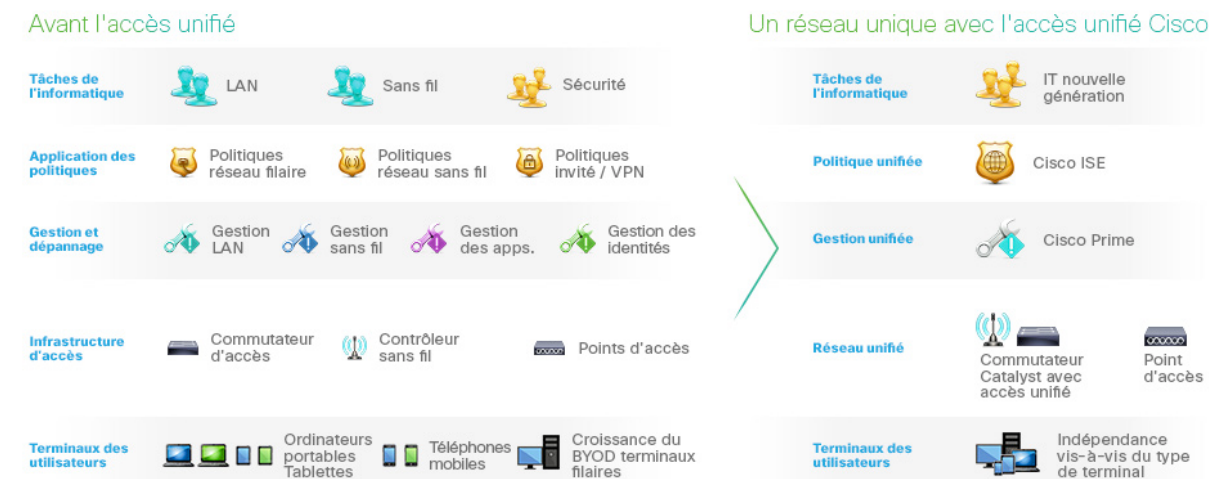 Avant l'accès unifié
Un réseau unique avec l'accès unifié Cisco
Tâches de
l'informatique
LAN
Sans fil
Sécurité
Tâches de
l'informatique
IT nouvelle
génération
Application des
politiques
Politiques
réseau filaire
Politiques
réseau sans fil
Politiques
invité / VPN
Politique unifiée
Cisco ISE
Gestion et
dépannage
Gestion
LAN
Gestion
sans fil
Gestion
des apps.
Gestion des
identités
Gestion unifiée
Cisco Prime
Infrastructure
d'accès
Commutateur
d'accès
Contrôleur
sans fil
Points d'accès
Réseau unifié
Commutateur
Catalyst avec
accès unifié
Point
d'accès
Terminaux des
utilisateurs
Ordinateurs
portables
Tablettes
Téléphones
mobiles
Croissance du
BYOD terminaux
filaires
Terminaux des
utilisateurs
Indépendance
vis-à-vis du type
de terminal